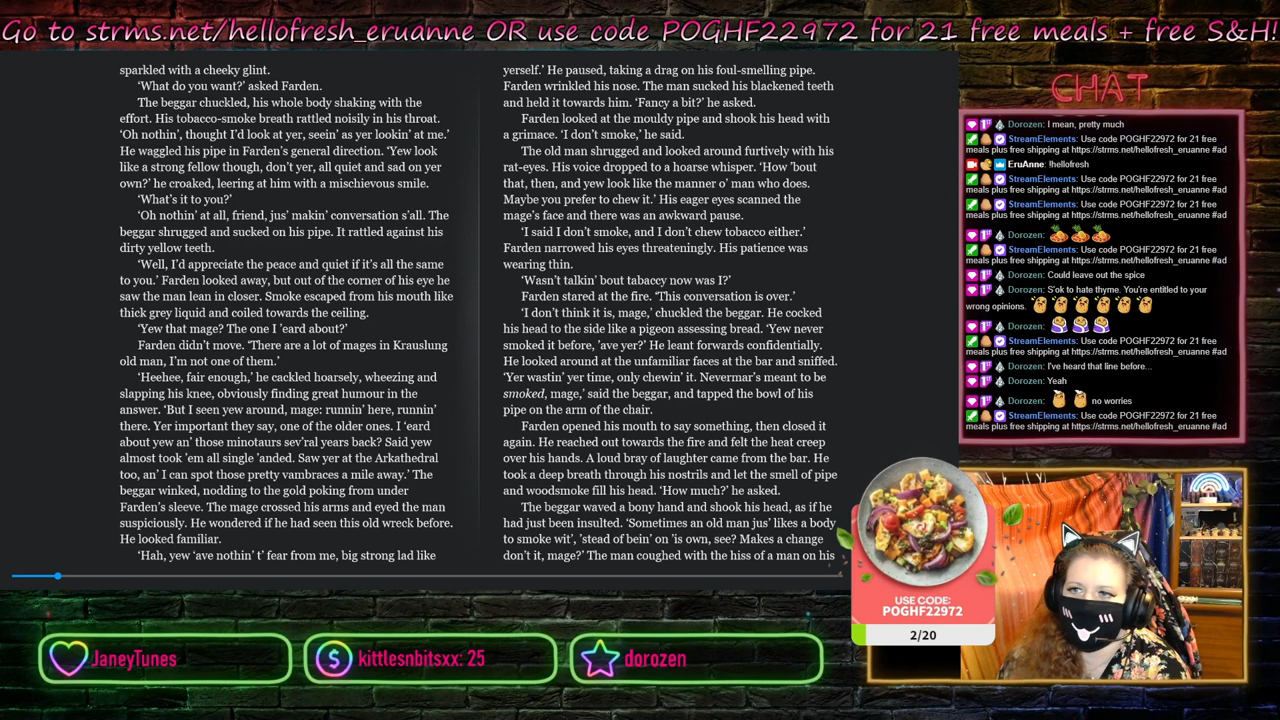 Go to strms.net/hellofresh_eruanne OR use code POGHF22972 for 21 free meals + free S&H!
sparkled with a cheeky glint.
‘What do you want?’ asked Farden.
The beggar chuckled, his whole body shaking with the
effort. His tobacco-smoke breath rattled noisily in his throat.
‘Oh nothin’, thought I’d look at yer, seein’ as yer lookin’ at me.’
He waggled his pipe in Farden’s general direction. ‘Yew look
like a strong fellow though, don’t yer, all quiet and sad on yer
own?’ he croaked, leering at him with a mischievous smile.
‘What’s it to you?’
‘Oh nothin’ at all, friend, jus’ makin’ conversation s’all. The
beggar shrugged and sucked on his pipe. It rattled against his
dirty yellow teeth.
‘Well, I’d appreciate the peace and quiet if it’s all the same
to you.’ Farden looked away, but out of the corner of his eye he
saw the man lean in closer. Smoke escaped from his mouth like
thick grey liquid and coiled towards the ceiling.
‘Yew that mage? The one I ’eard about?’
Farden didn’t move. ‘There are a lot of mages in Krauslung
old man, I’m not one of them.’
‘Heehee, fair enough,’ he cackled hoarsely, wheezing and
slapping his knee, obviously finding great humour in the
answer. ‘But I seen yew around, mage: runnin’ here, runnin’
there. Yer important they say, one of the older ones. I ’eard
about yew an’ those minotaurs sev’ral years back? Said yew
almost took ’em all single ’anded. Saw yer at the Arkathedral
too, an’ I can spot those pretty vambraces a mile away.’ The
beggar winked, nodding to the gold poking from under
Farden’s sleeve. The mage crossed his arms and eyed the man
suspiciously. He wondered if he had seen this old wreck before.
He looked familiar.
‘Hah, yew ’ave nothin’ t’ fear from me, big strong lad like
yerself.’ He paused, taking a drag on his foul-smelling pipe.
Farden wrinkled his nose. The man sucked his blackened teeth
and held it towards him. ‘Fancy a bit?’ he asked.
Farden looked at the mouldy pipe and shook his head with
a grimace. ‘I don’t smoke,’ he said.
The old man shrugged and looked around furtively with his
rat-eyes. His voice dropped to a hoarse whisper. ‘How ’bout
that, then, and yew look like the manner o’ man who does.
Maybe you prefer to chew it.’ His eager eyes scanned the
mage’s face and there was an awkward pause.
‘I said I don’t smoke, and I don’t chew tobacco either.’
Farden narrowed his eyes threateningly. His patience was
wearing thin.
‘Wasn’t talkin’ bout tabaccy now was I?’
Farden stared at the fire. ‘This conversation is over.’
‘I don’t think it is, mage,’ chuckled the beggar. He cocked
his head to the side like a pigeon assessing bread. ‘Yew never
smoked it before, ’ave yer?’ He leant forwards confidentially.
He looked around at the unfamiliar faces at the bar and sniffed.
‘Yer wastin’ yer time, only chewin’ it. Nevermar’s meant to be
smoked, mage,’ said the beggar, and tapped the bowl of his
pipe on the arm of the chair.
Farden opened his mouth to say something, then closed it
again. He reached out towards the fire and felt the heat creep
over his hands. A loud bray of laughter came from the bar. He
took a deep breath through his nostrils and let the smell of pipe
and woodsmoke fill his head. ‘How much?’ he asked.
The beggar waved a bony hand and shook his head, as if he
had just been insulted. ‘Sometimes an old man jus’ likes a body
to smoke wit’, ’stead of bein’ on ’is own, see? Makes a change
don’t it, mage?’ The man coughed with the hiss of a man on his
CHAT
Dorozen: I mean, pretty much
StreamElements: Use code POGHF22972 for 21 free
meals plus free shipping at https://strms.net/hellofresh_eruanne #ad
EruAnne: !hellofresh
StreamElements: Use code POGHF22972 for 21 free
meals plus free shipping at https://strms.net/hellofresh_eruanne #ad
StreamElements: Use code POGHF22972 for 21 free
meals plus free shipping at https://strms.net/hellofresh_eruanne #ad
Dorozen:
StreamElements: Use code POGHF22972 for 21 free
meals plus free shipping at https://strms.net/hellofresh_eruanne #ad
Dorozen: Could leave out the spice
Dorozen: S'ok to hate thyme. You're entitled to your
wrong opinions.
Dorozen:
StreamElements: Use code POGHF22972 for 21 free
meals plus free shipping at https://strms.net/hellofresh_eruanne #ad
Dorozen: I've heard that line before...
Dorozen: Yeah
Dorozen: no worries
StreamElements: Use code POGHF22972 for 21 free
meals plus free shipping at https://strms.net/hellofresh_eruanne #ad
USE CODE:
POGHF22972
2/20
JaneyTunes
kittlesnbitsxx: 25
dorozen